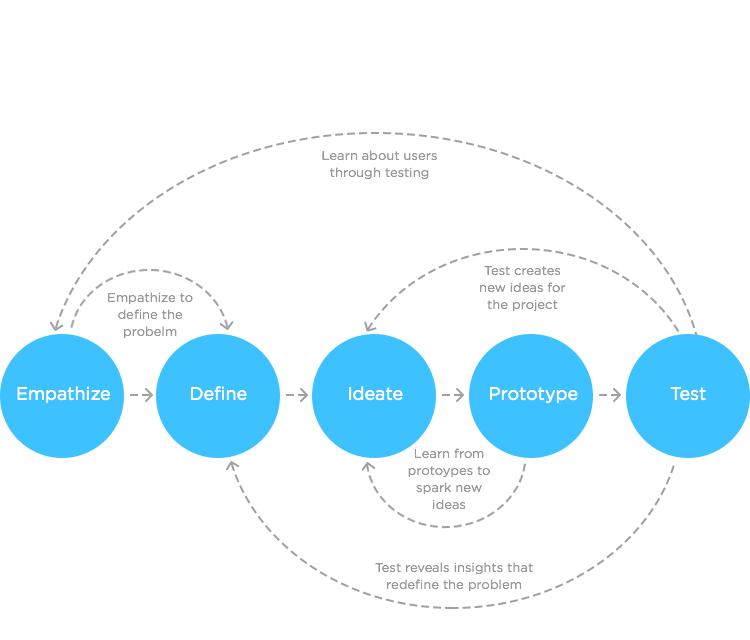 Learn about users
through testing
Test creates
new ideas for
the project
Empathize to
define the
probelm
Empathize
Define
Ideate
Prototype
Test
Learn from
protoypes to
spark new
ideas
Test reveals insights that
redefine the problem